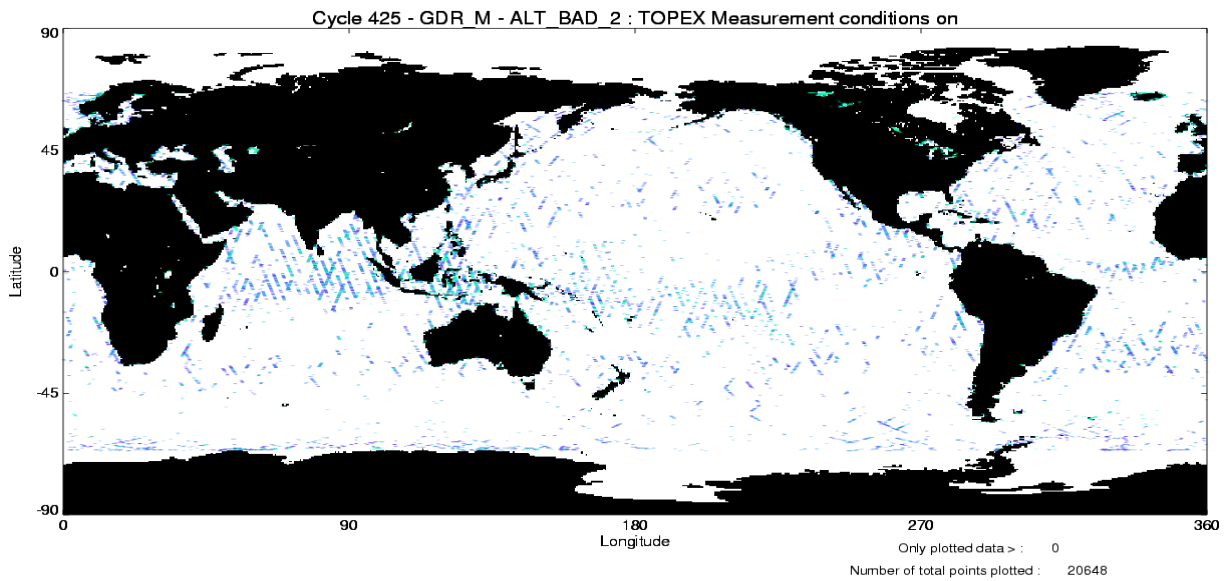 Cycle 425 - GDR_M - ALT_BAD_2 : TOPEX Measurement conditions on
90
45
0
-45
-90
Latitude
0 90 180 270 360
Longitude
Only plotted data > : 0
Number of total points plotted : 20648